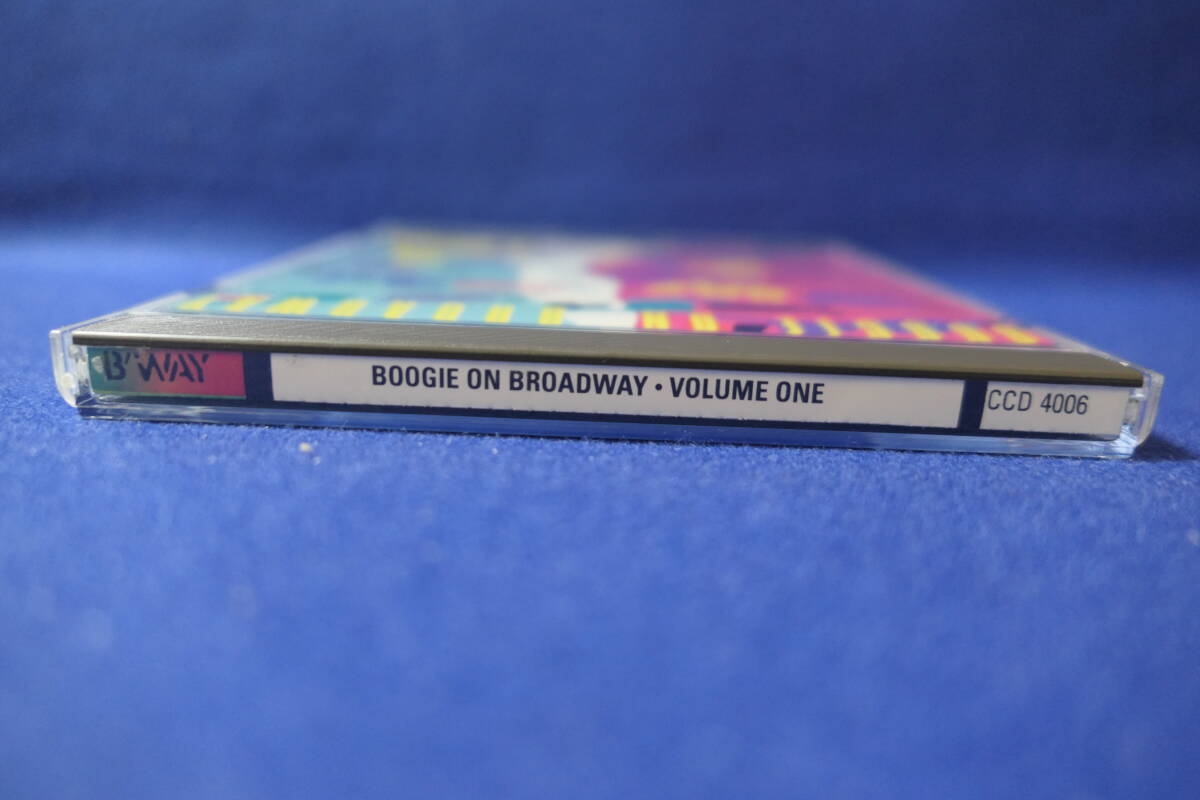 B'WAY
BOOGIE ON BROADWAY • VOLUME ONE
CCD 4006